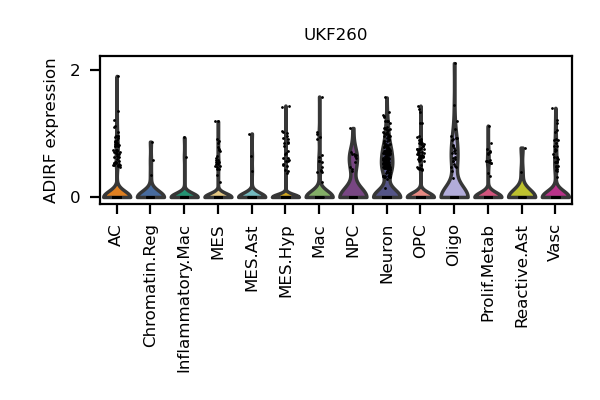 UKF260
ADIRF expression
2
0
AC
Chromatin.Reg
Inflammatory.Mac
MES
MES.Ast
MES.Hyp
Mac
NPC
Neuron
OPC
Oligo
Prolif.Metab
Reactive.Ast
Vasc